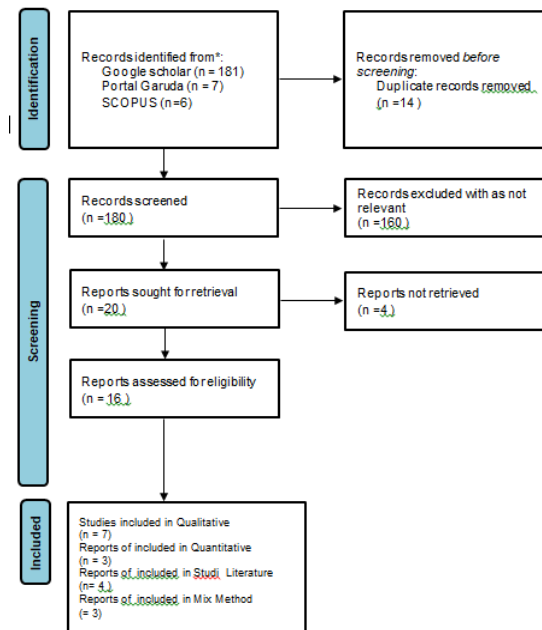 Identification
Records identified from*:
Google scholar (n = 181)
Portal Garuda (n = 7)
SCOPUS (n=6)
Records removed before
screening:
Duplicate records removed
(n =14 )
Screening
Records screened
(n =180 )
Records excluded with as not
relevant
(n =160 )
Reports sought for retrieval
(n =20 )
Reports not retrieved
(n =4 )
Reports assessed for eligibility
(n = 16 )
Included
Studies included in Qualitative
(n = 7)
Reports of included in Quantitative
(n = 3)
Reports of included in Studi Literature
(n= 4 )
Reports of included in Mix Method
(= 3)